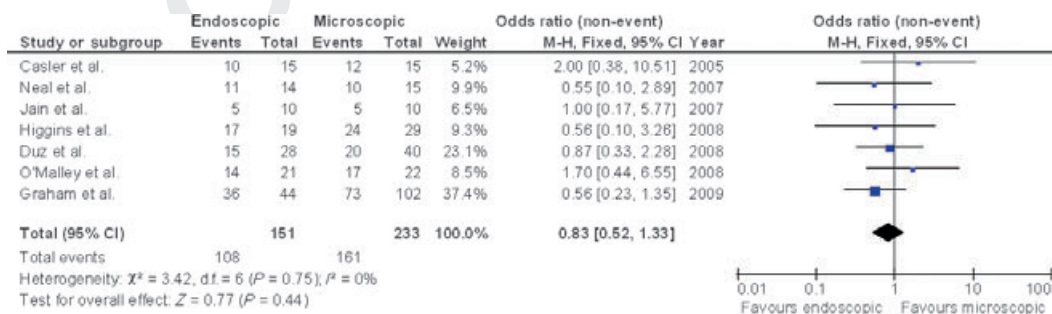 Endoscopic Microscopic Odds ratio (non-event) Odds ratio (non-event)
Study or subgroup Events Total Events Total Weight M-H, Fixed, 95% CI Year M-H, Fixed, 95% CI
Casler et al. 10 15 12 15 5.2% 2.00 [0.38, 10.51] 2005
Neal et al. 11 14 10 15 9.9% 0.55 [0.10, 2.89] 2007
Jain et al. 5 10 5 10 6.5% 1.00 [0.17, 5.77] 2007
Higgins et al. 17 19 24 29 9.3% 0.56 [0.10, 3.26] 2008
Duz et al. 15 28 20 40 23.1% 0.87 [0.33, 2.28] 2008
O'Malley et al. 14 21 17 22 8.5% 1.70 [0.44, 6.55] 2008
Graham et al. 36 44 73 102 37.4% 0.56 [0.23, 1.35] 2009
Total (95% CI) 151 233 100.0% 0.83 [0.52, 1.33]
Total events 108 161
Heterogeneity: χ² = 3.42, d.f. = 6 (P = 0.75); I² = 0%
Test for overall effect: Z = 0.77 (P = 0.44)
0.01 0.1 1 10 100
Favours endoscopic Favours microscopic